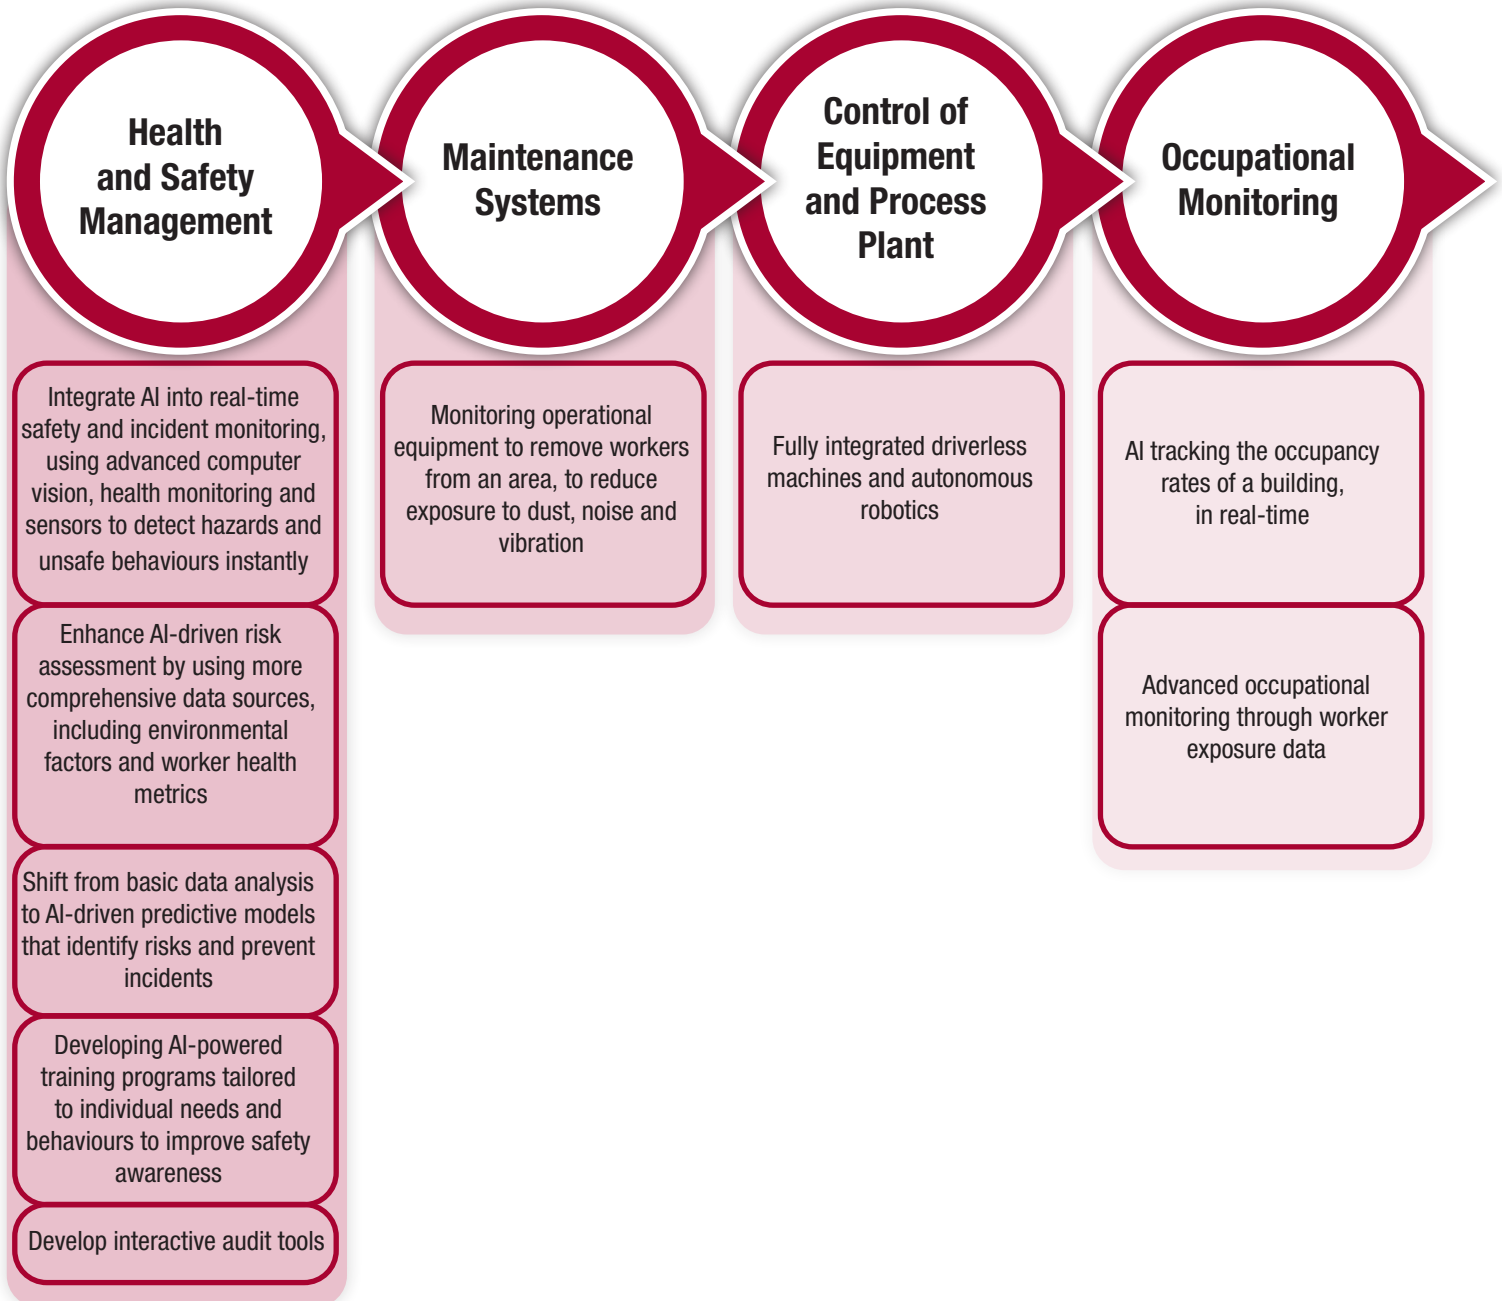 Health
and Safety
Management
Integrate AI into real-time
safety and incident monitoring,
using advanced computer
vision, health monitoring and
sensors to detect hazards and
unsafe behaviours instantly
Enhance AI-driven risk
assessment by using more
comprehensive data sources,
including environmental
factors and worker health
metrics
Shift from basic data analysis
to AI-driven predictive models
that identify risks and prevent
incidents
Developing AI-powered
training programs tailored
to individual needs and
behaviours to improve safety
awareness
Develop interactive audit tools
Maintenance
Systems
Monitoring operational
equipment to remove workers
from an area, to reduce
exposure to dust, noise and
vibration
Control of
Equipment
and Process
Plant
Fully integrated driverless
machines and autonomous
robotics
Occupational
Monitoring
AI tracking the occupancy
rates of a building,
in real-time
Advanced occupational
monitoring through worker
exposure data